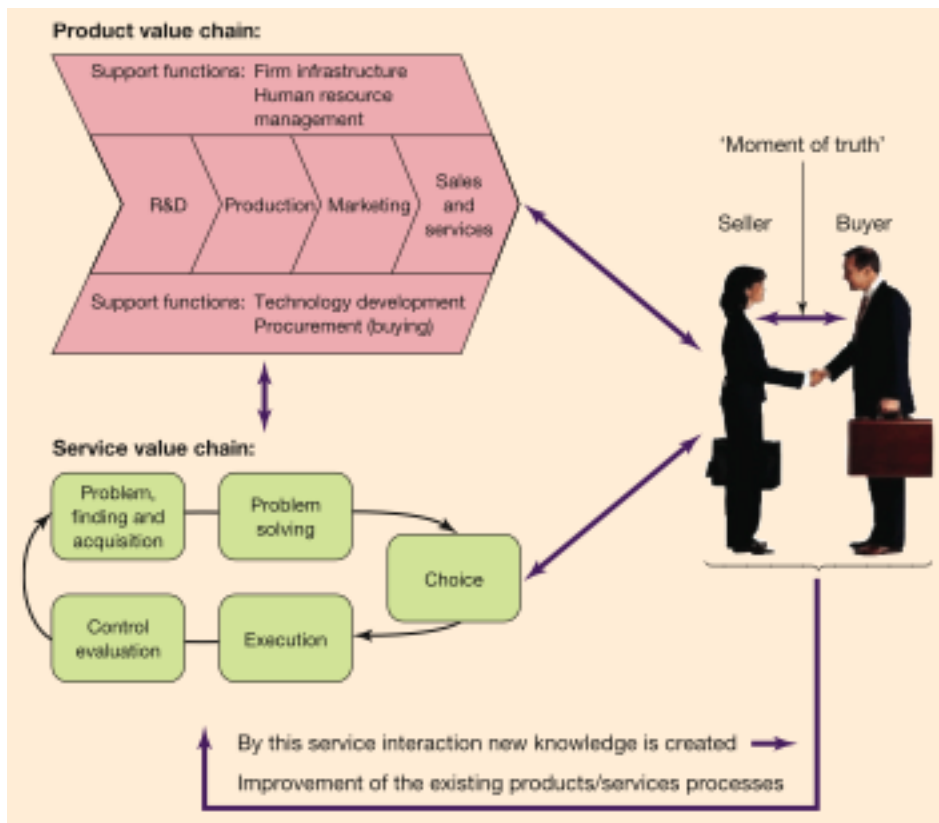 Product value chain:
Support functions: Firm infrastructure
Human resource
management
R&D
Production
Marketing
Sales
and
services
Support functions: Technology development
Procurement (buying)
'Moment of truth'
Seller
Buyer
Service value chain:
Problem,
finding and
acquisition
Problem
solving
Choice
Control
evaluation
Execution
By this service interaction new knowledge is created
Improvement of the existing products/services processes